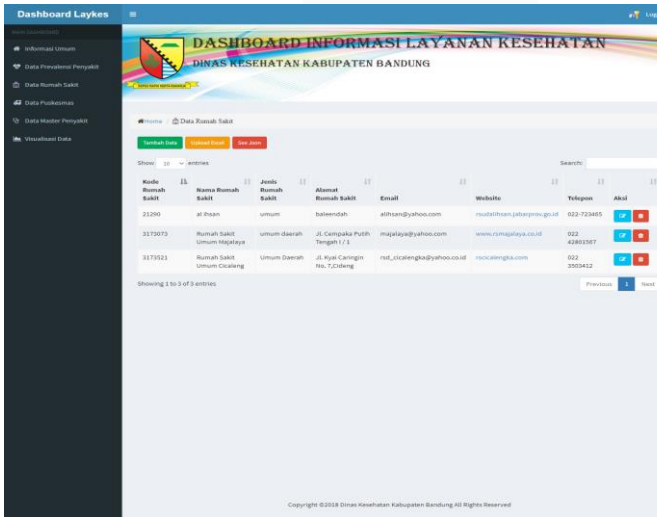 Dashboard Laykes
MAIN DASHBOARD
Informasi Umum
Data Prevalensi Penyakit
Data Rumah Sakit
Data Puskesmas
Data Master Penyakit
Visualisasi Data
DASHBOARD INFORMASI LAYANAN KESEHATAN
DINAS KESEHATAN KABUPATEN BANDUNG
Home / Data Rumah Sakit
Tambah Data Upload Excel
Show 10 entries Search:
Kode Rumah Sakit Nama Rumah Sakit Jenis Rumah Sakit Alamat Rumah Sakit Email Website Telepon Aksi
21290 al ihsan umum baleendah alihsan@yahoo.com rsudalihsan.jabarprov.go.id 022-723465
3173073 Rumah Sakit Umum Majalaya umum daerah Jl. Cempaka Putih Tengah I / 1 majalaya@yahoo.com www.rsmajalaya.co.id 022 42801567
3173521 Rumah Sakit Umum Cicaleng Umum Daerah Jl. Kyai Caringin No. 7,Cideng rsd_cicalengka@yahoo.co.id rscicalengka.com 022 3503412
Showing 1 to 3 of 3 entries
Previous 1 Next
Copyright ©2018 Dinas Kesehatan Kabupaten Bandung All Rights Reserved